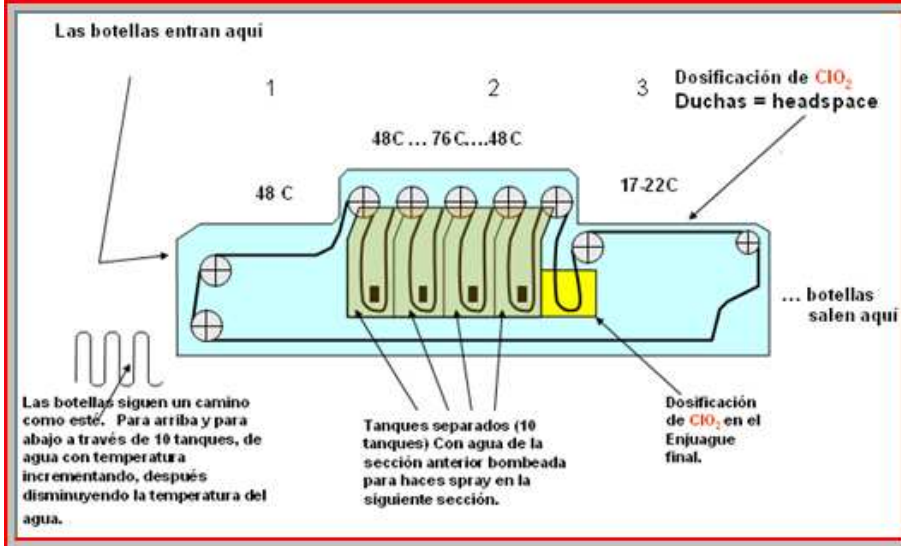 Las botellas entran aquí
1
2
3
Dosificación de ClO₂
Duchas = headspace
48C ... 76C....48C
48 C
17-22C
... botellas
salen aquí
Las botellas siguen un camino
como esté. Para arriba y para
abajo a través de 10 tanques, de
agua con temperatura
incrementando, después
disminuyendo la temperatura del
agua.
Tanques separados (10
tanques) Con agua de la
sección anterior bombeada
para haces spray en la
siguiente sección.
Dosificación
de ClO₂ en el
Enjuague
final.